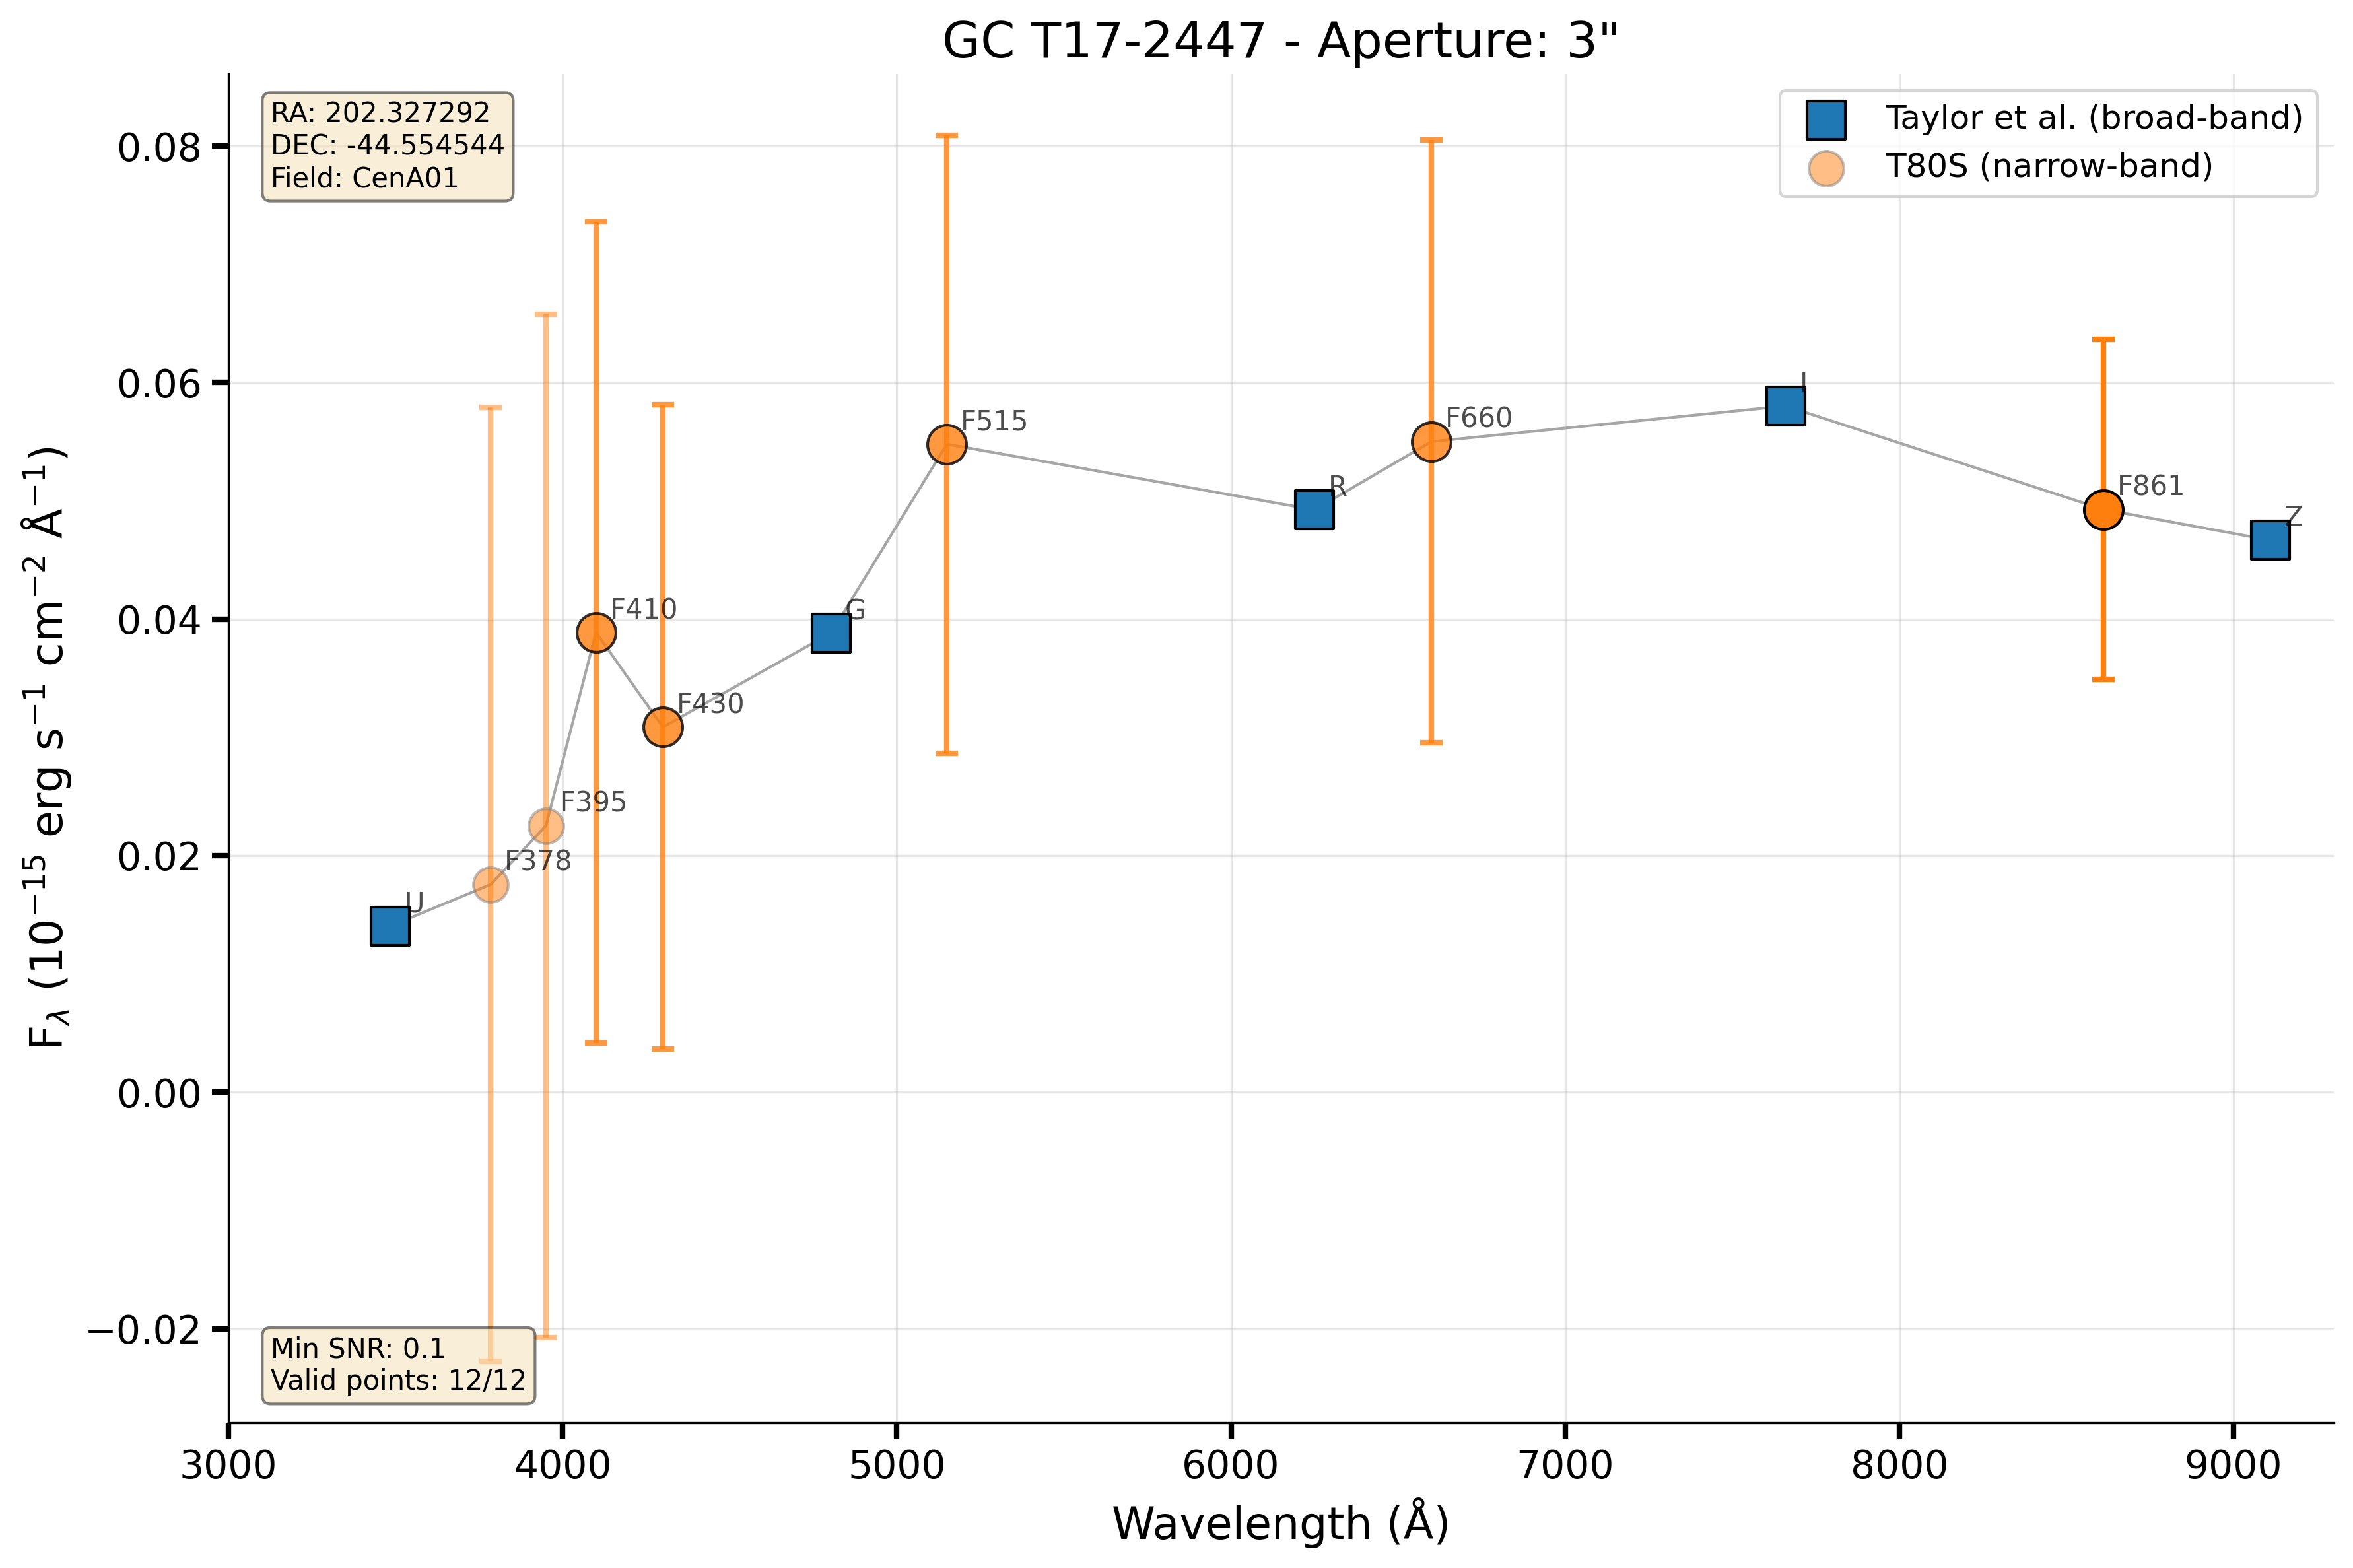 GC T17-2447 - Aperture: 3"
RA: 202.327292
DEC: -44.554544
Field: CenA01
Taylor et al. (broad-band)
T80S (narrow-band)
0.08
0.06
0.04
0.02
0.00
−0.02
F_λ (10⁻¹⁵ erg s⁻¹ cm⁻² Å⁻¹)
U
F378
F395
F410
F430
G
F515
R
F660
I
F861
Z
Min SNR: 0.1
Valid points: 12/12
3000
4000
5000
6000
7000
8000
9000
Wavelength (Å)